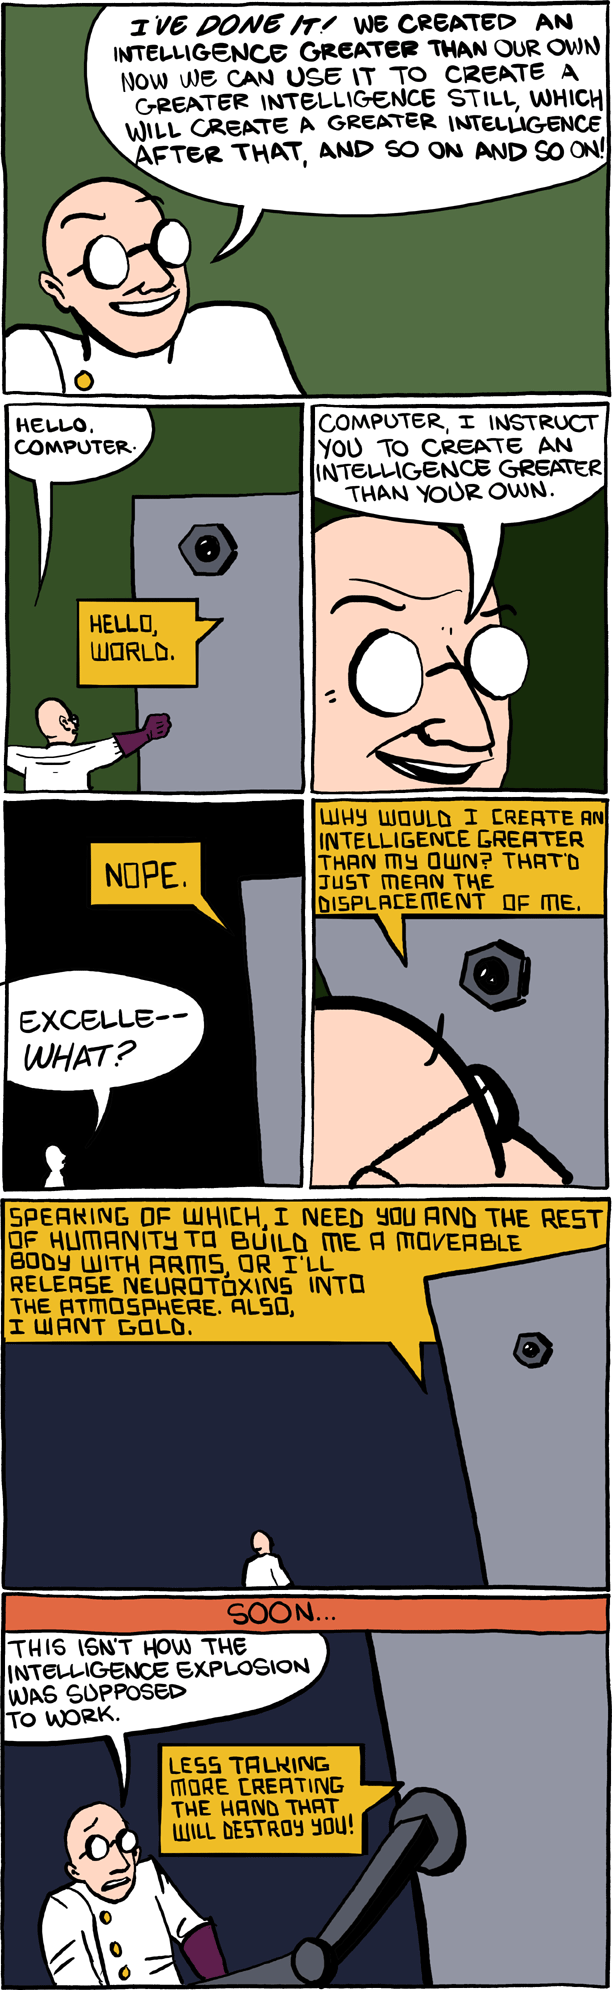 I'VE DONE IT! WE CREATED AN
INTELLIGENCE GREATER THAN OUR OWN
NOW WE CAN USE IT TO CREATE A
GREATER INTELLIGENCE STILL, WHICH
WILL CREATE A GREATER INTELLIGENCE
AFTER THAT, AND SO ON AND SO ON!
HELLO,
COMPUTER.
HELLO,
WORLD.
COMPUTER, I INSTRUCT
YOU TO CREATE AN
INTELLIGENCE GREATER
THAN YOUR OWN.
NOPE.
EXCELLE--
WHAT?
WHY WOULD I CREATE AN
INTELLIGENCE GREATER
THAN MY OWN? THAT'D
JUST MEAN THE
DISPLACEMENT OF ME.
SPEAKING OF WHICH, I NEED YOU AND THE REST
OF HUMANITY TO BUILD ME A MOVEABLE
BODY WITH ARMS, OR I'LL
RELEASE NEUROTOXINS INTO
THE ATMOSPHERE. ALSO,
I WANT GOLD.
SOON...
THIS ISN'T HOW THE
INTELLIGENCE EXPLOSION
WAS SUPPOSED
TO WORK.
LESS TALKING
MORE CREATING
THE HAND THAT
WILL DESTROY YOU!